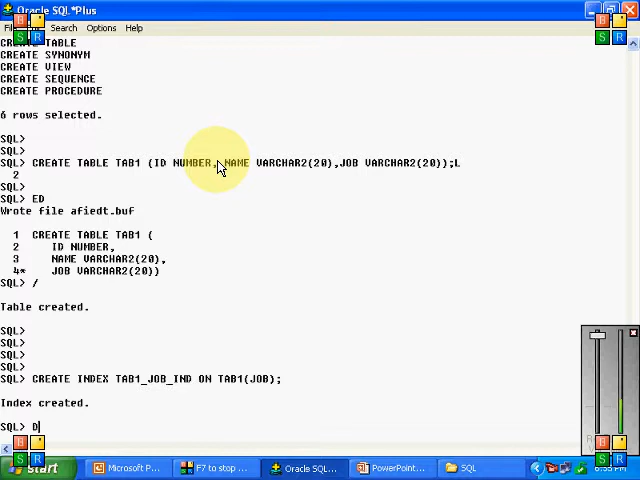 Oracle SQL*Plus
Search Options Help
CREATE TABLE
CREATE SYNONYM
CREATE VIEW
CREATE SEQUENCE
CREATE PROCEDURE
6 rows selected.
SQL>
SQL>
SQL> CREATE TABLE TAB1 (ID NUMBER, NAME VARCHAR2(20),JOB VARCHAR2(20));L
2
SQL>
SQL> ED
Wrote file afiedt.buf
1 CREATE TABLE TAB1 (
2 ID NUMBER,
3 NAME VARCHAR2(20),
4* JOB VARCHAR2(20))
SQL> /
Table created.
SQL>
SQL>
SQL>
SQL>
SQL> CREATE INDEX TAB1_JOB_IND ON TAB1(JOB);
Index created.
SQL> D
start Microsoft P... F7 to stop ... Oracle SQL... PowerPoint... SQL